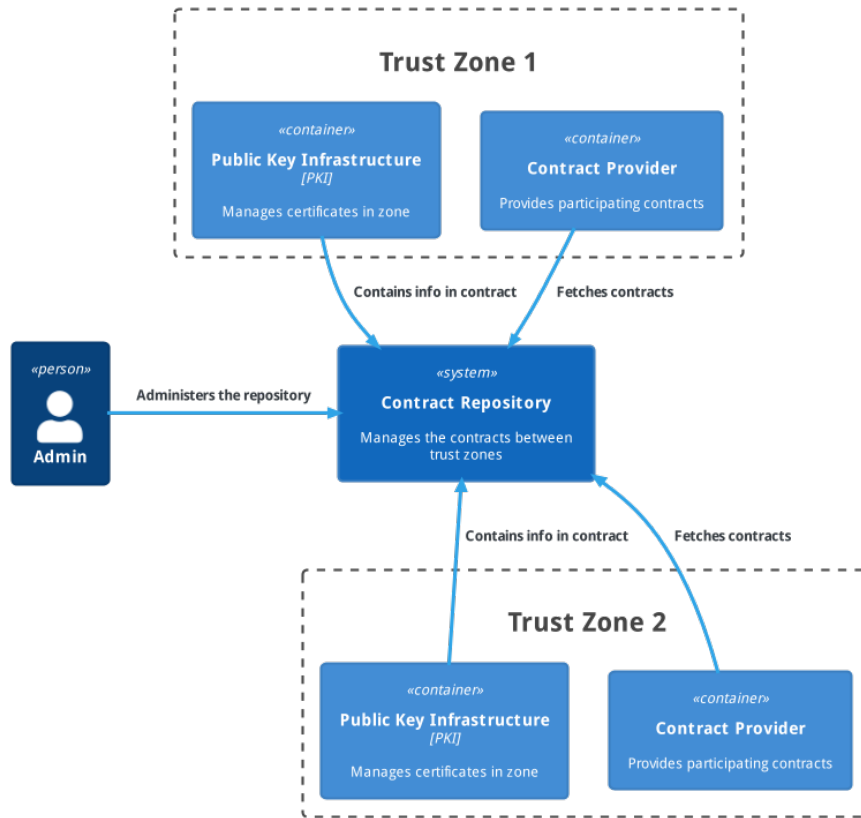 Trust Zone 1
«container»
Public Key Infrastructure
[PKI]
Manages certificates in zone
«container»
Contract Provider
Provides participating contracts
Contains info in contract
Fetches contracts
«person»
Admin
Administers the repository
«system»
Contract Repository
Manages the contracts between
trust zones
Contains info in contract
Fetches contracts
Trust Zone 2
«container»
Public Key Infrastructure
[PKI]
Manages certificates in zone
«container»
Contract Provider
Provides participating contracts